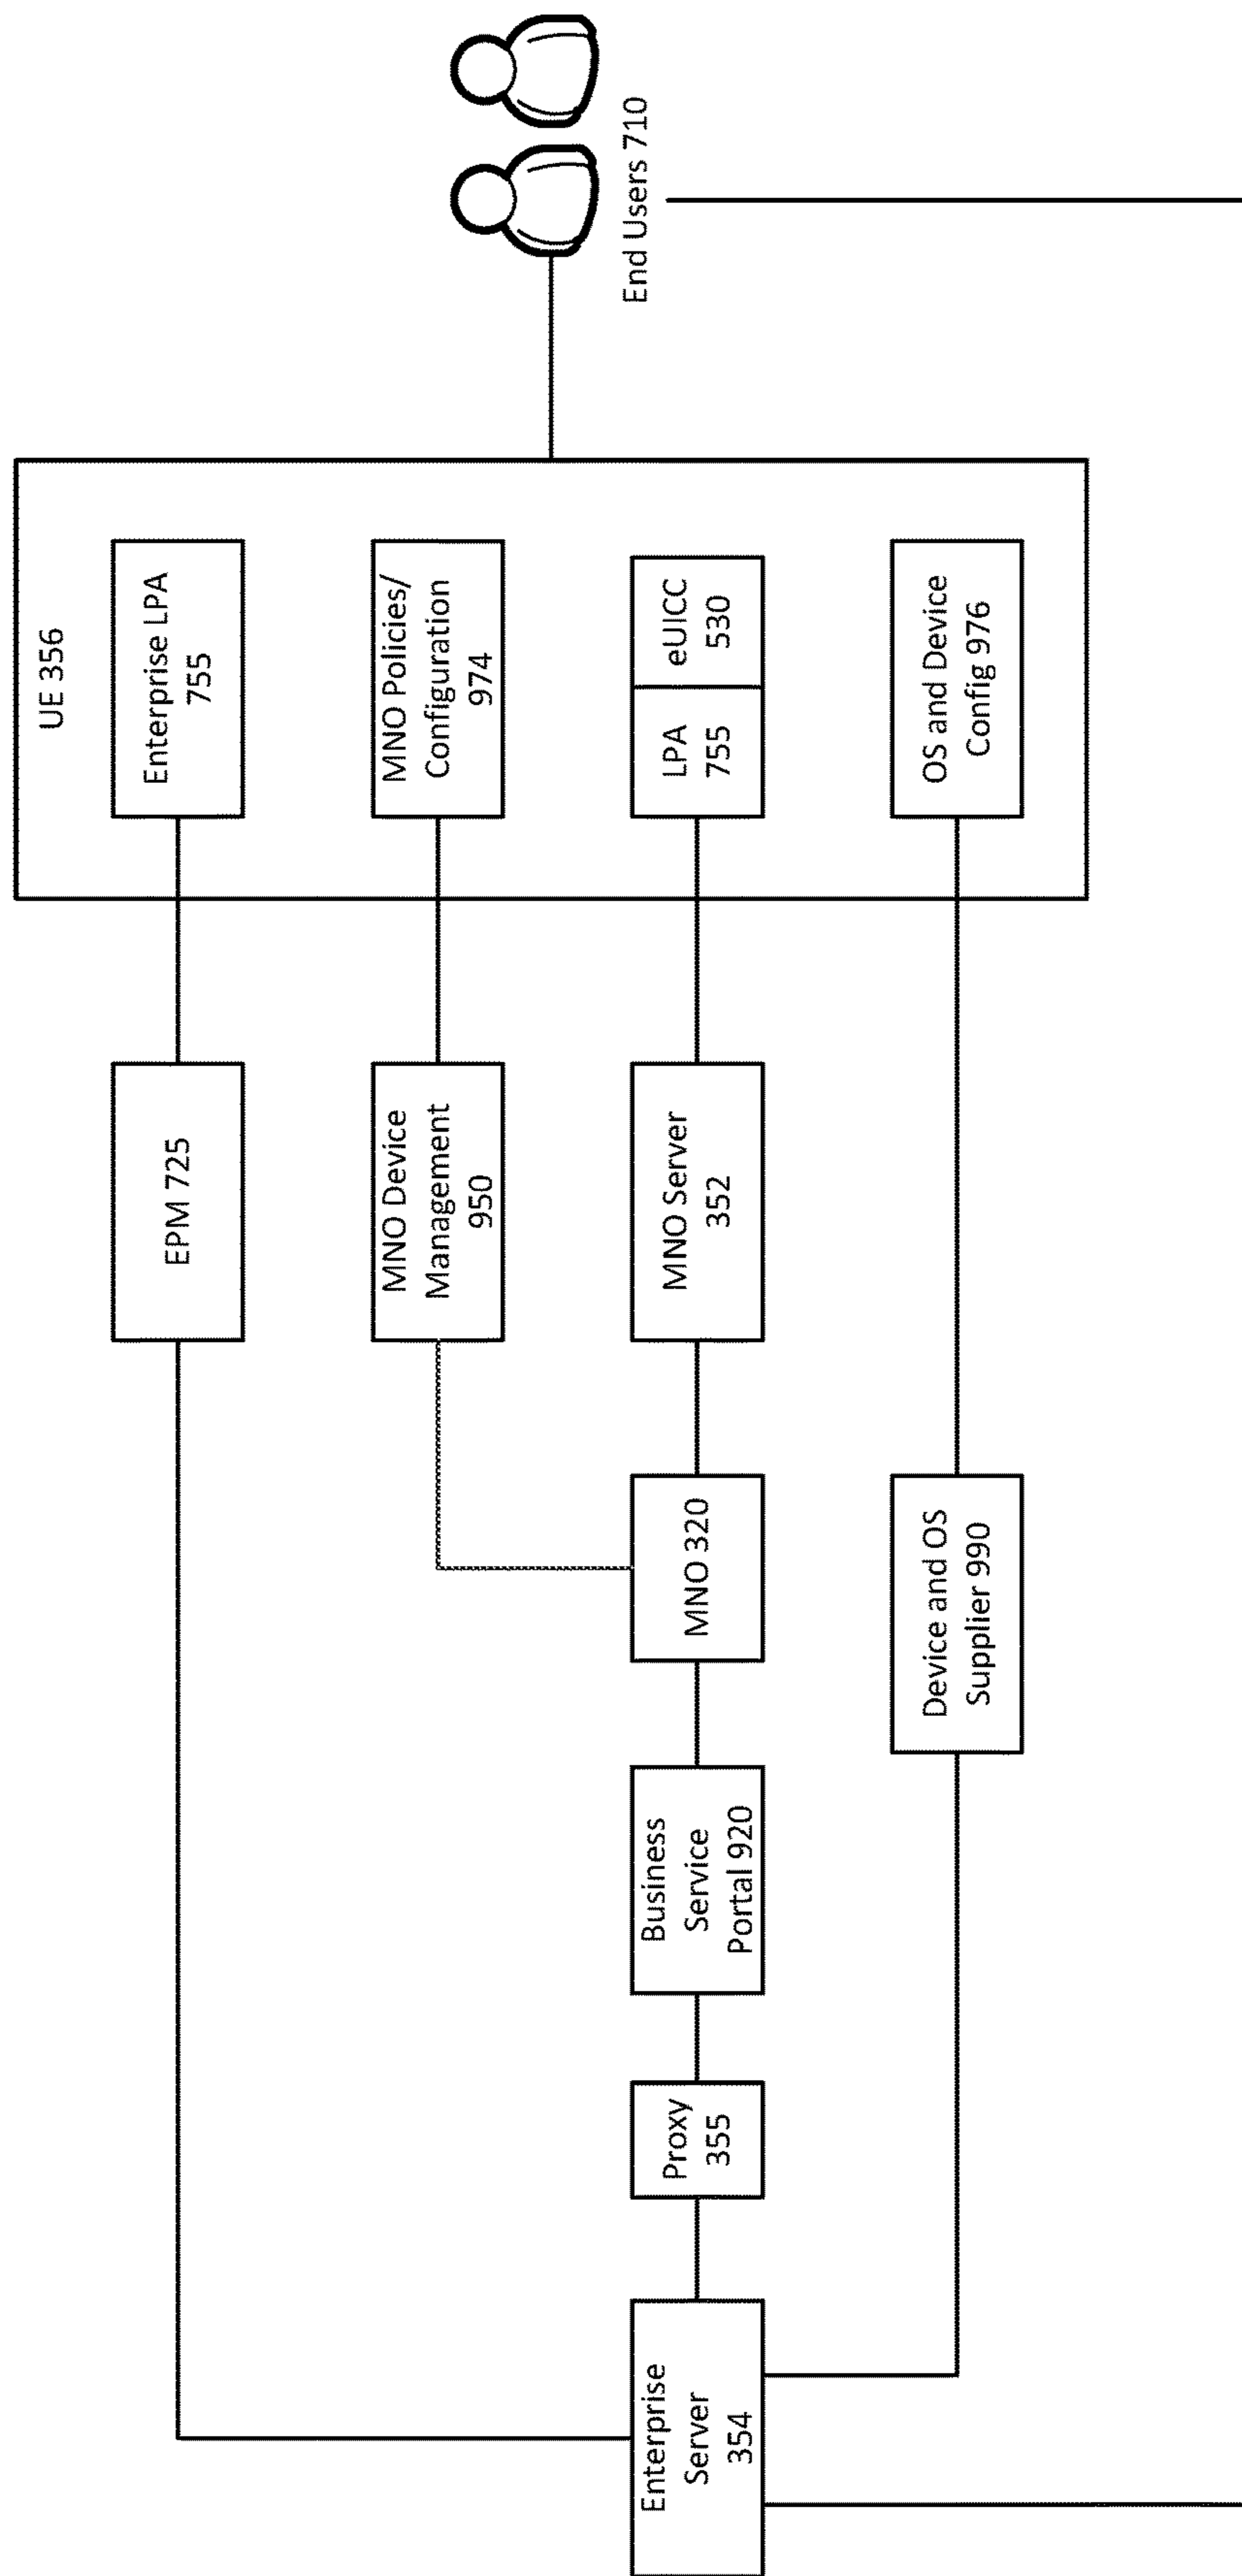 UE 356
Enterprise LPA
755
EPM 725
MNO Policies/
Configuration
974
MNO Device
Management
950
End Users 710
Enterprise
Server
354
Proxy
355
Business
Service
Portal 920
MNO 320
MNO Server
352
LPA
755
eUICC
530
Device and OS
Supplier 990
OS and Device
Config 976